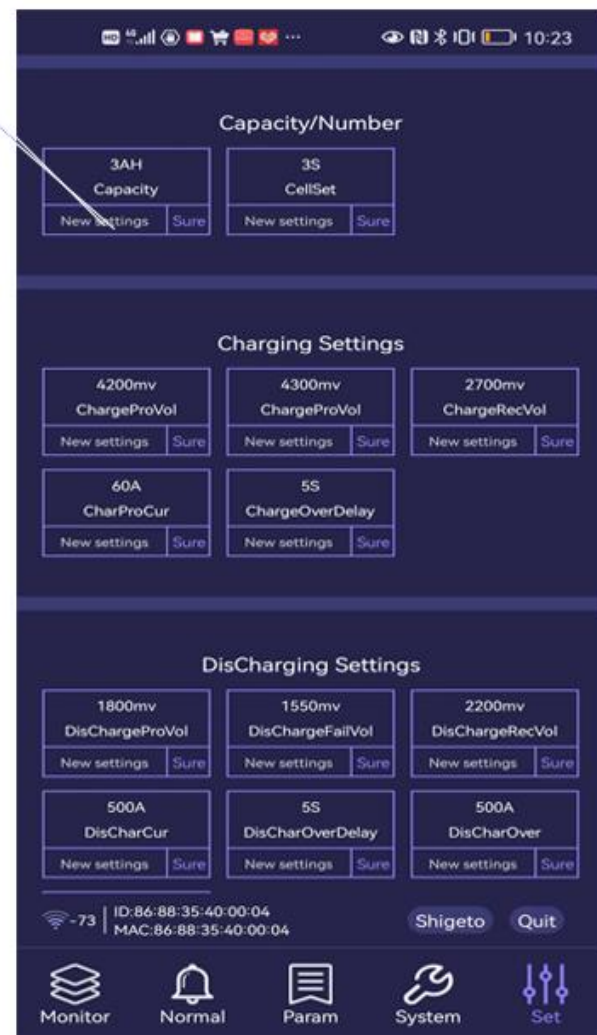 HD 4G 10:23
Capacity/Number
3AH 3S
Capacity CellSet
New settings Sure New settings Sure
Charging Settings
4200mv 4300mv 2700mv
ChargeProVol ChargeProVol ChargeRecVol
New settings Sure New settings Sure New settings Sure
60A 5S
CharProCur ChargeOverDelay
New settings Sure New settings Sure
DisCharging Settings
1800mv 1550mv 2200mv
DisChargeProVol DisChargeFailVol DisChargeRecVol
New settings Sure New settings Sure New settings Sure
500A 5S 500A
DisCharCur DisCharOverDelay DisCharOver
New settings Sure New settings Sure New settings Sure
-73 ID:86:88:35:40:00:04 Shigeto Quit
MAC:86:88:35:40:00:04
Monitor Normal Param System Set